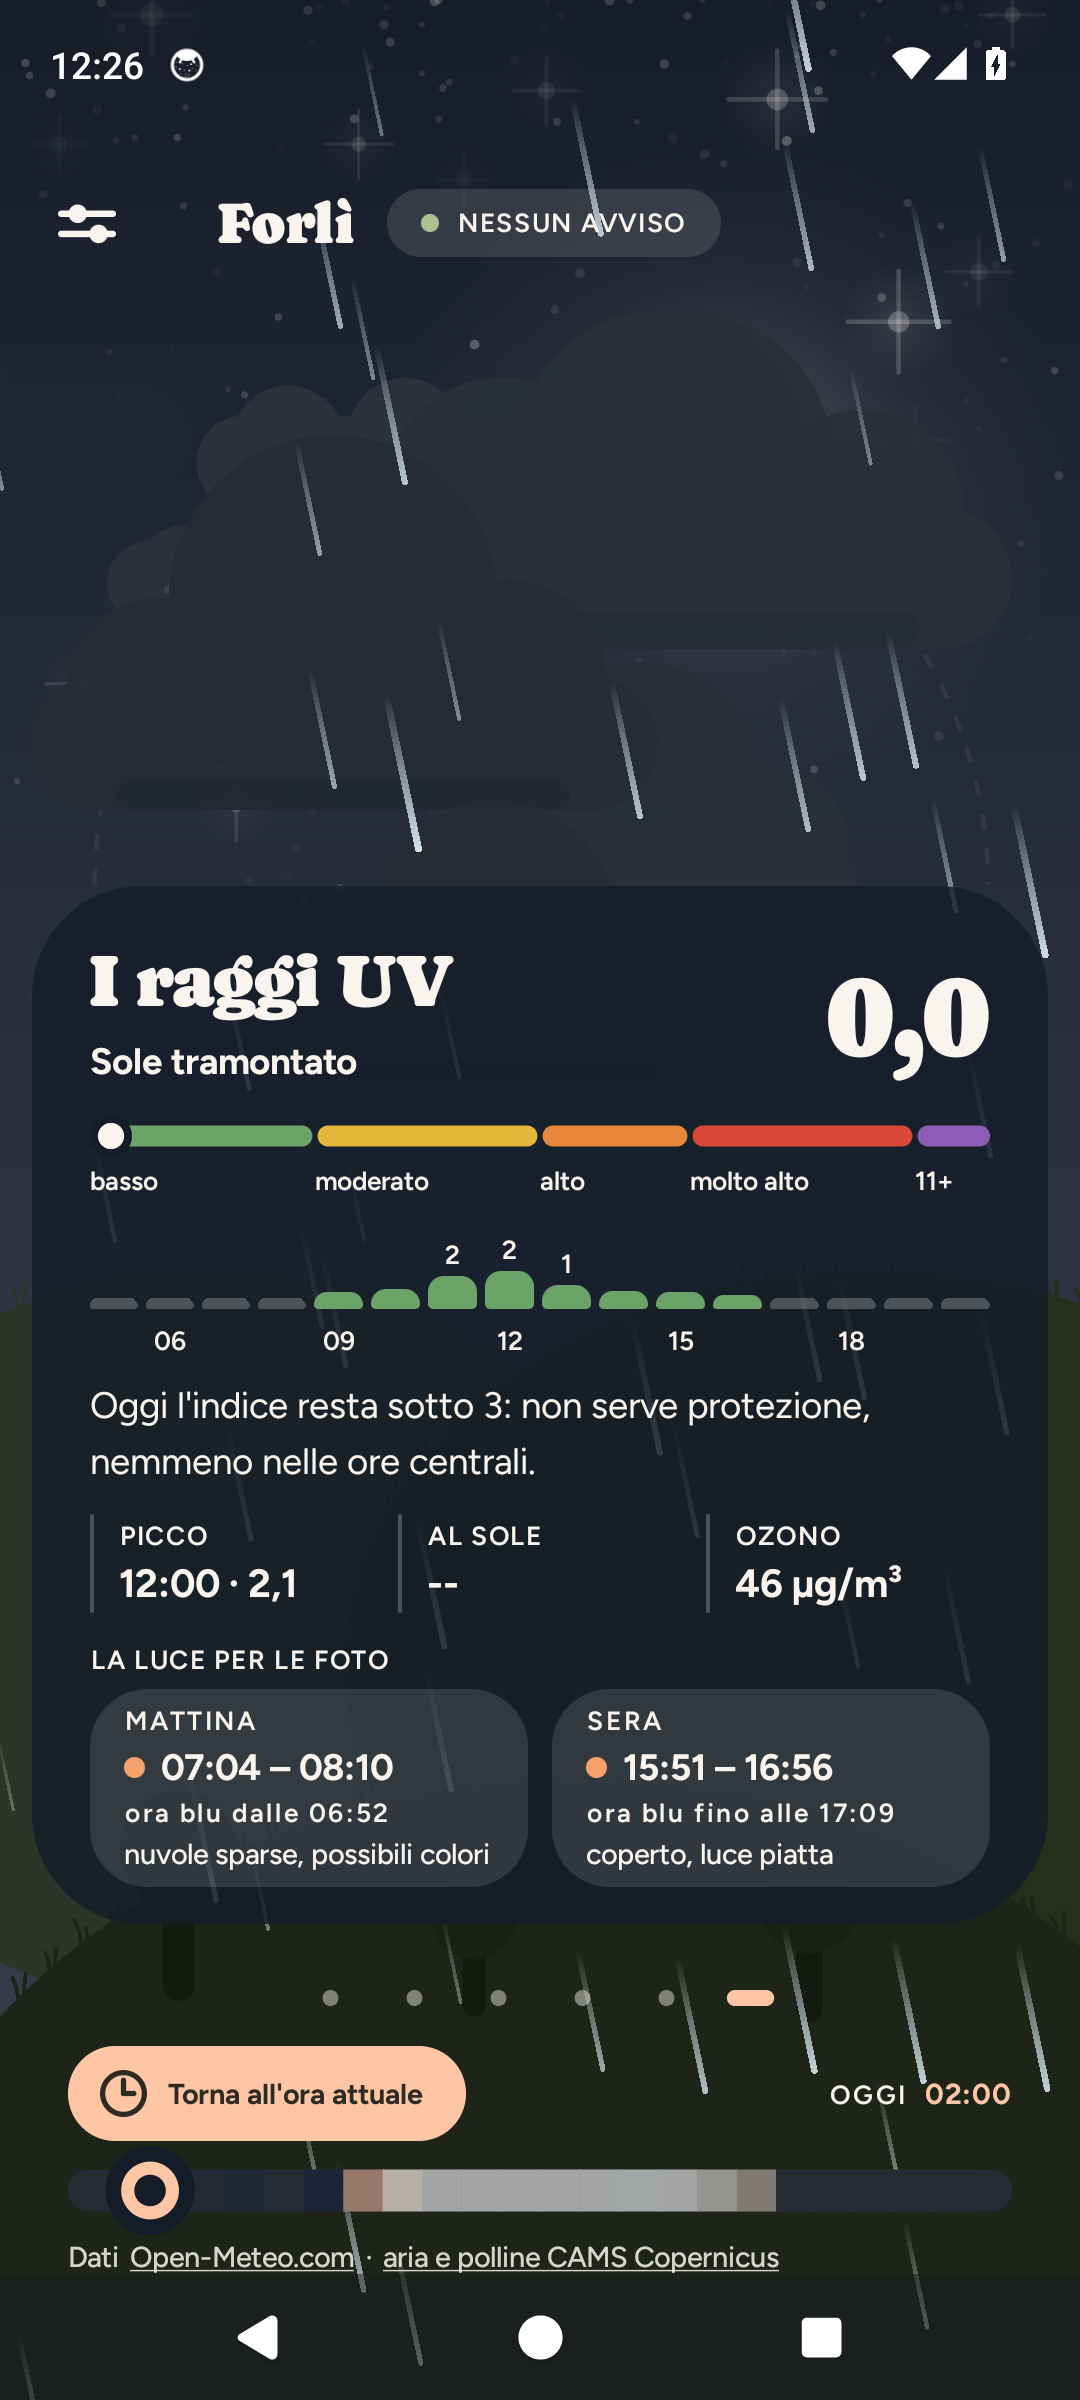 12:26
Forlì NESSUN AVVISO
I raggi UV
0,0
Sole tramontato
basso moderato alto molto alto 11+
2 2 1
06 09 12 15 18
Oggi l'indice resta sotto 3: non serve protezione,
nemmeno nelle ore centrali.
PICCO AL SOLE OZONO
12:00 · 2,1 -- 46 µg/m³
LA LUCE PER LE FOTO
MATTINA
07:04 – 08:10
ora blu dalle 06:52
nuvole sparse, possibili colori
SERA
15:51 – 16:56
ora blu fino alle 17:09
coperto, luce piatta
Torna all'ora attuale
OGGI 02:00
Dati Open-Meteo.com · aria e polline CAMS Copernicus